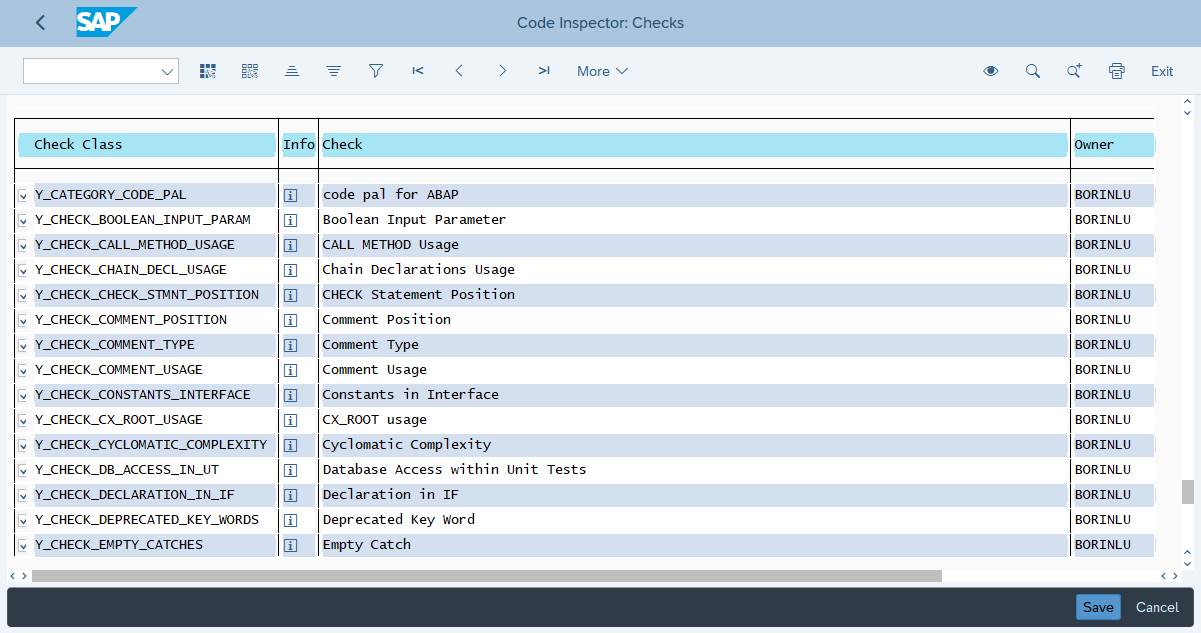 SAP Code Inspector: Checks
More Exit
Check Class Info Check Owner
Y_CATEGORY_CODE_PAL code pal for ABAP BORINLU
Y_CHECK_BOOLEAN_INPUT_PARAM Boolean Input Parameter BORINLU
Y_CHECK_CALL_METHOD_USAGE CALL METHOD Usage BORINLU
Y_CHECK_CHAIN_DECL_USAGE Chain Declarations Usage BORINLU
Y_CHECK_CHECK_STMNT_POSITION CHECK Statement Position BORINLU
Y_CHECK_COMMENT_POSITION Comment Position BORINLU
Y_CHECK_COMMENT_TYPE Comment Type BORINLU
Y_CHECK_COMMENT_USAGE Comment Usage BORINLU
Y_CHECK_CONSTANTS_INTERFACE Constants in Interface BORINLU
Y_CHECK_CX_ROOT_USAGE CX_ROOT usage BORINLU
Y_CHECK_CYCLOMATIC_COMPLEXITY Cyclomatic Complexity BORINLU
Y_CHECK_DB_ACCESS_IN_UT Database Access within Unit Tests BORINLU
Y_CHECK_DECLARATION_IN_IF Declaration in IF BORINLU
Y_CHECK_DEPRECATED_KEY_WORDS Deprecated Key Word BORINLU
Y_CHECK_EMPTY_CATCHES Empty Catch BORINLU
Save Cancel